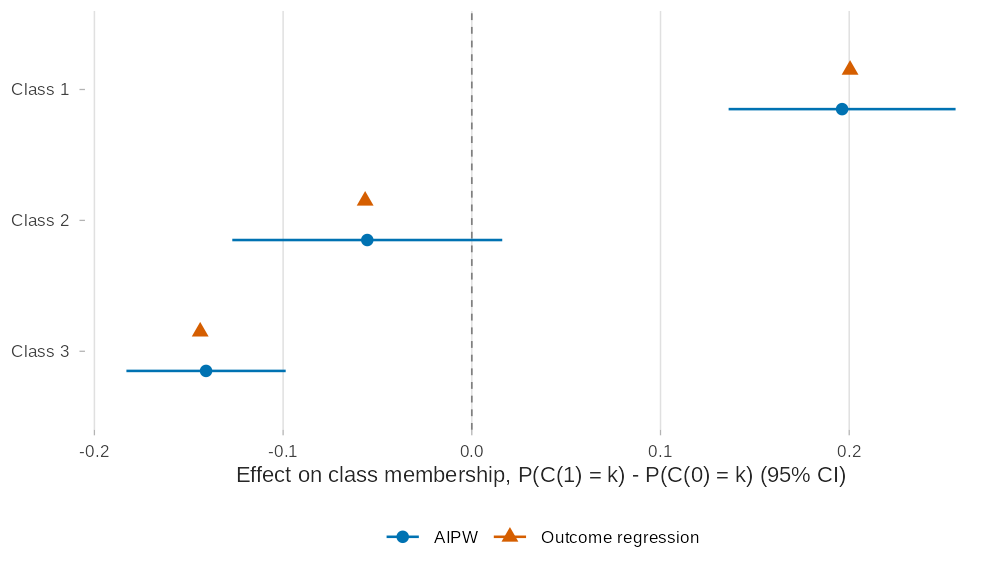 Class 1
Class 2
Class 3
-0.2 -0.1 0.0 0.1 0.2
Effect on class membership, P(C(1) = k) - P(C(0) = k) (95% CI)
AIPW Outcome regression